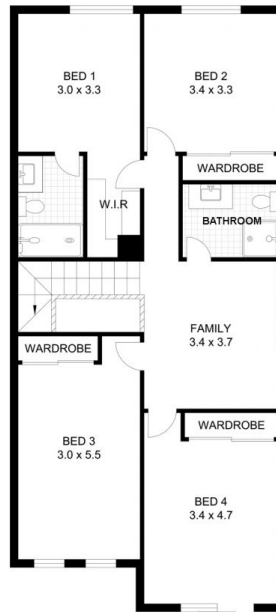 BED 1
3.0 x 3.3
BED 2
3.4 x 3.3
WARDROBE
W.I.R
BATHROOM
FAMILY
3.4 x 3.7
WARDROBE
BED 3
3.0 x 5.5
WARDROBE
BED 4
3.4 x 4.7